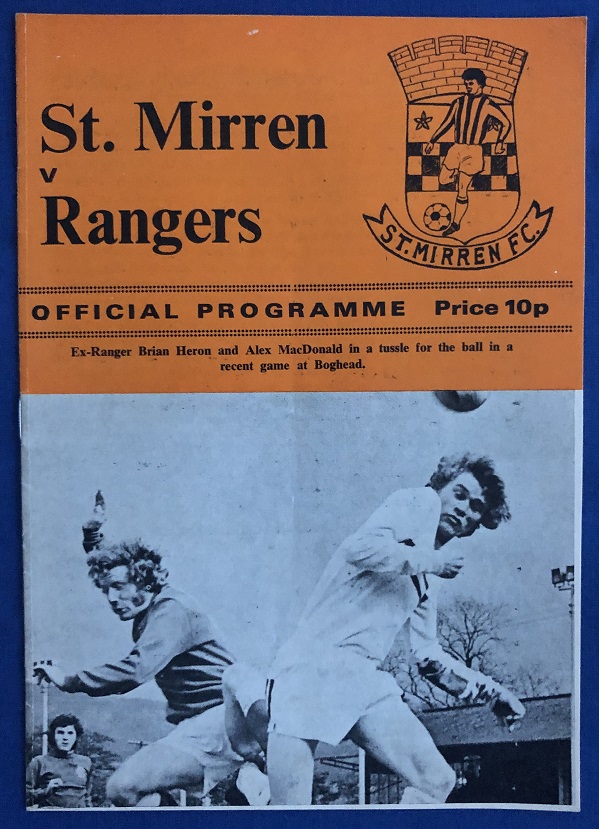 St. Mirren
v
Rangers
ST. MIRREN FC.
OFFICIAL PROGRAMME Price 10p
Ex-Ranger Brian Heron and Alex MacDonald in a tussle for the ball in a
recent game at Boghead.